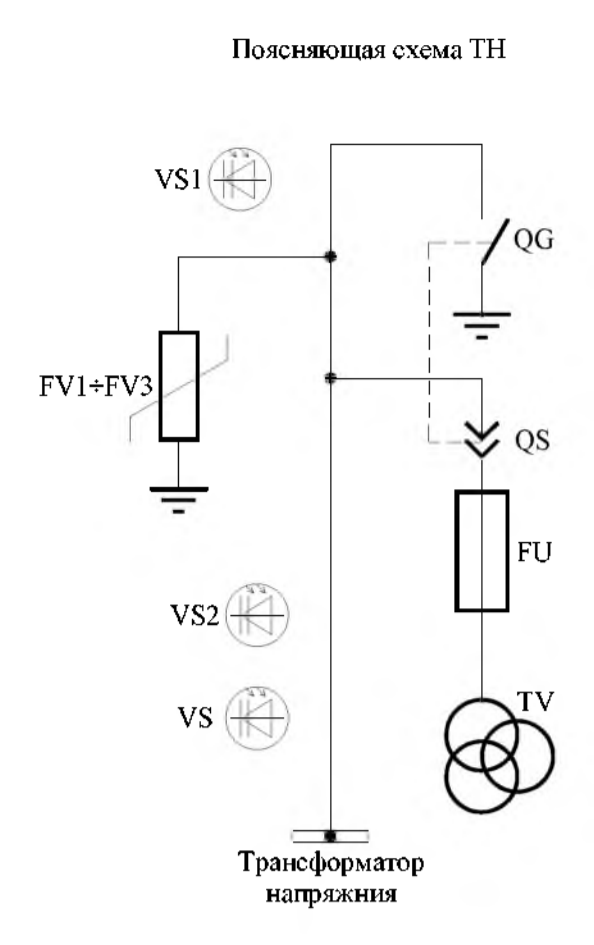 Поясняющая схема ТН
VS1
QG
FV1÷FV3
QS
FU
VS2
TV
VS
Трансформатор
напряжния